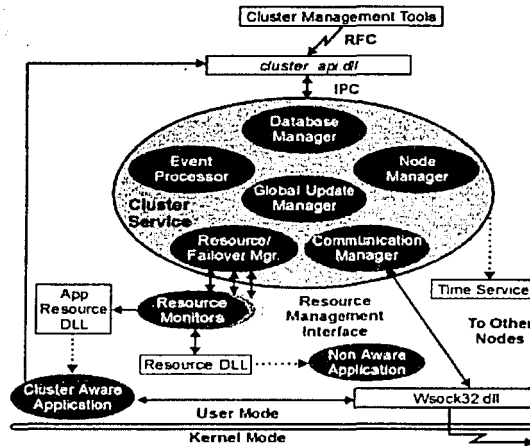 Cluster Management Tools
RFC
cluster_api.dll
IPC
Database
Manager
Event
Processor
Node
Manager
Global Update
Manager
Cluster
Service
Resource/
Failover Mgr.
Communication
Manager
App
Resource
DLL
Resource
Monitors
Resource
Management
Interface
Time Service
To Other
Nodes
Resource DLL
Non Aware
Application
Cluster Aware
Application
Wsock32.dll
User Mode
Kernel Mode